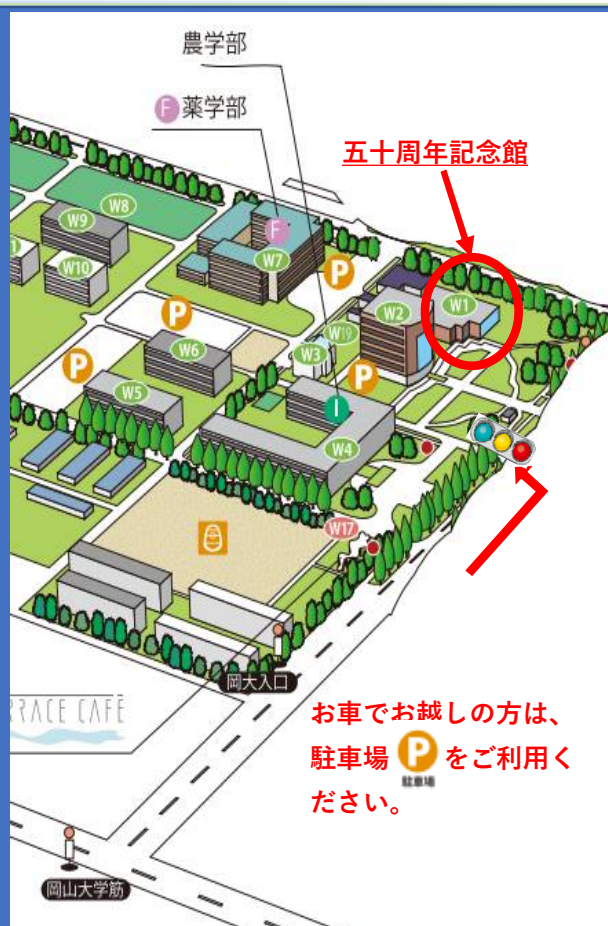 農学部
F 薬学部
五十周年記念館
W8
W9
W10
F
W7
P
W1
W2
P
W19
W3
W6
P
P
W5
I
W4
W17
岡大入口
RRACE CAFE
お車でお越しの方は、
駐車場 P をご利用く
駐車場
ださい。
岡山大学筋